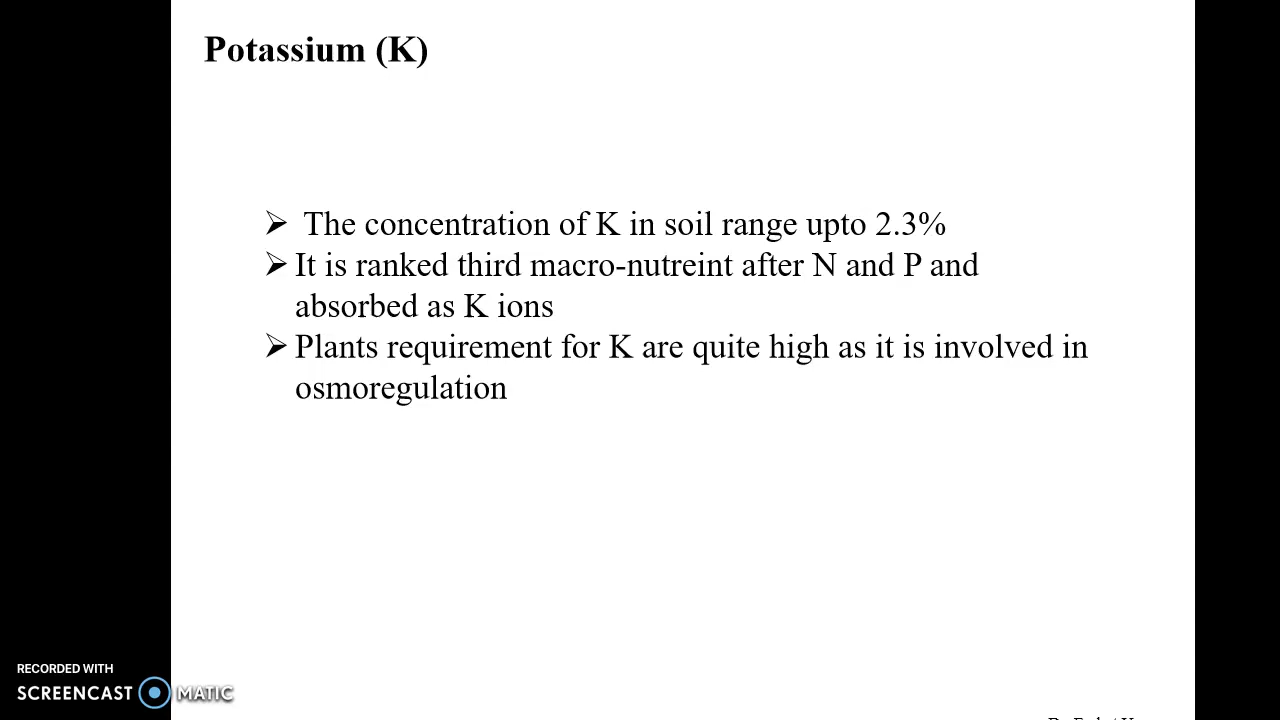 Potassium (K)
➢ The concentration of K in soil range upto 2.3%
➢ It is ranked third macro-nutreint after N and P and
absorbed as K ions
➢ Plants requirement for K are quite high as it is involved in
osmoregulation
RECORDED WITH
SCREENCAST MATIC